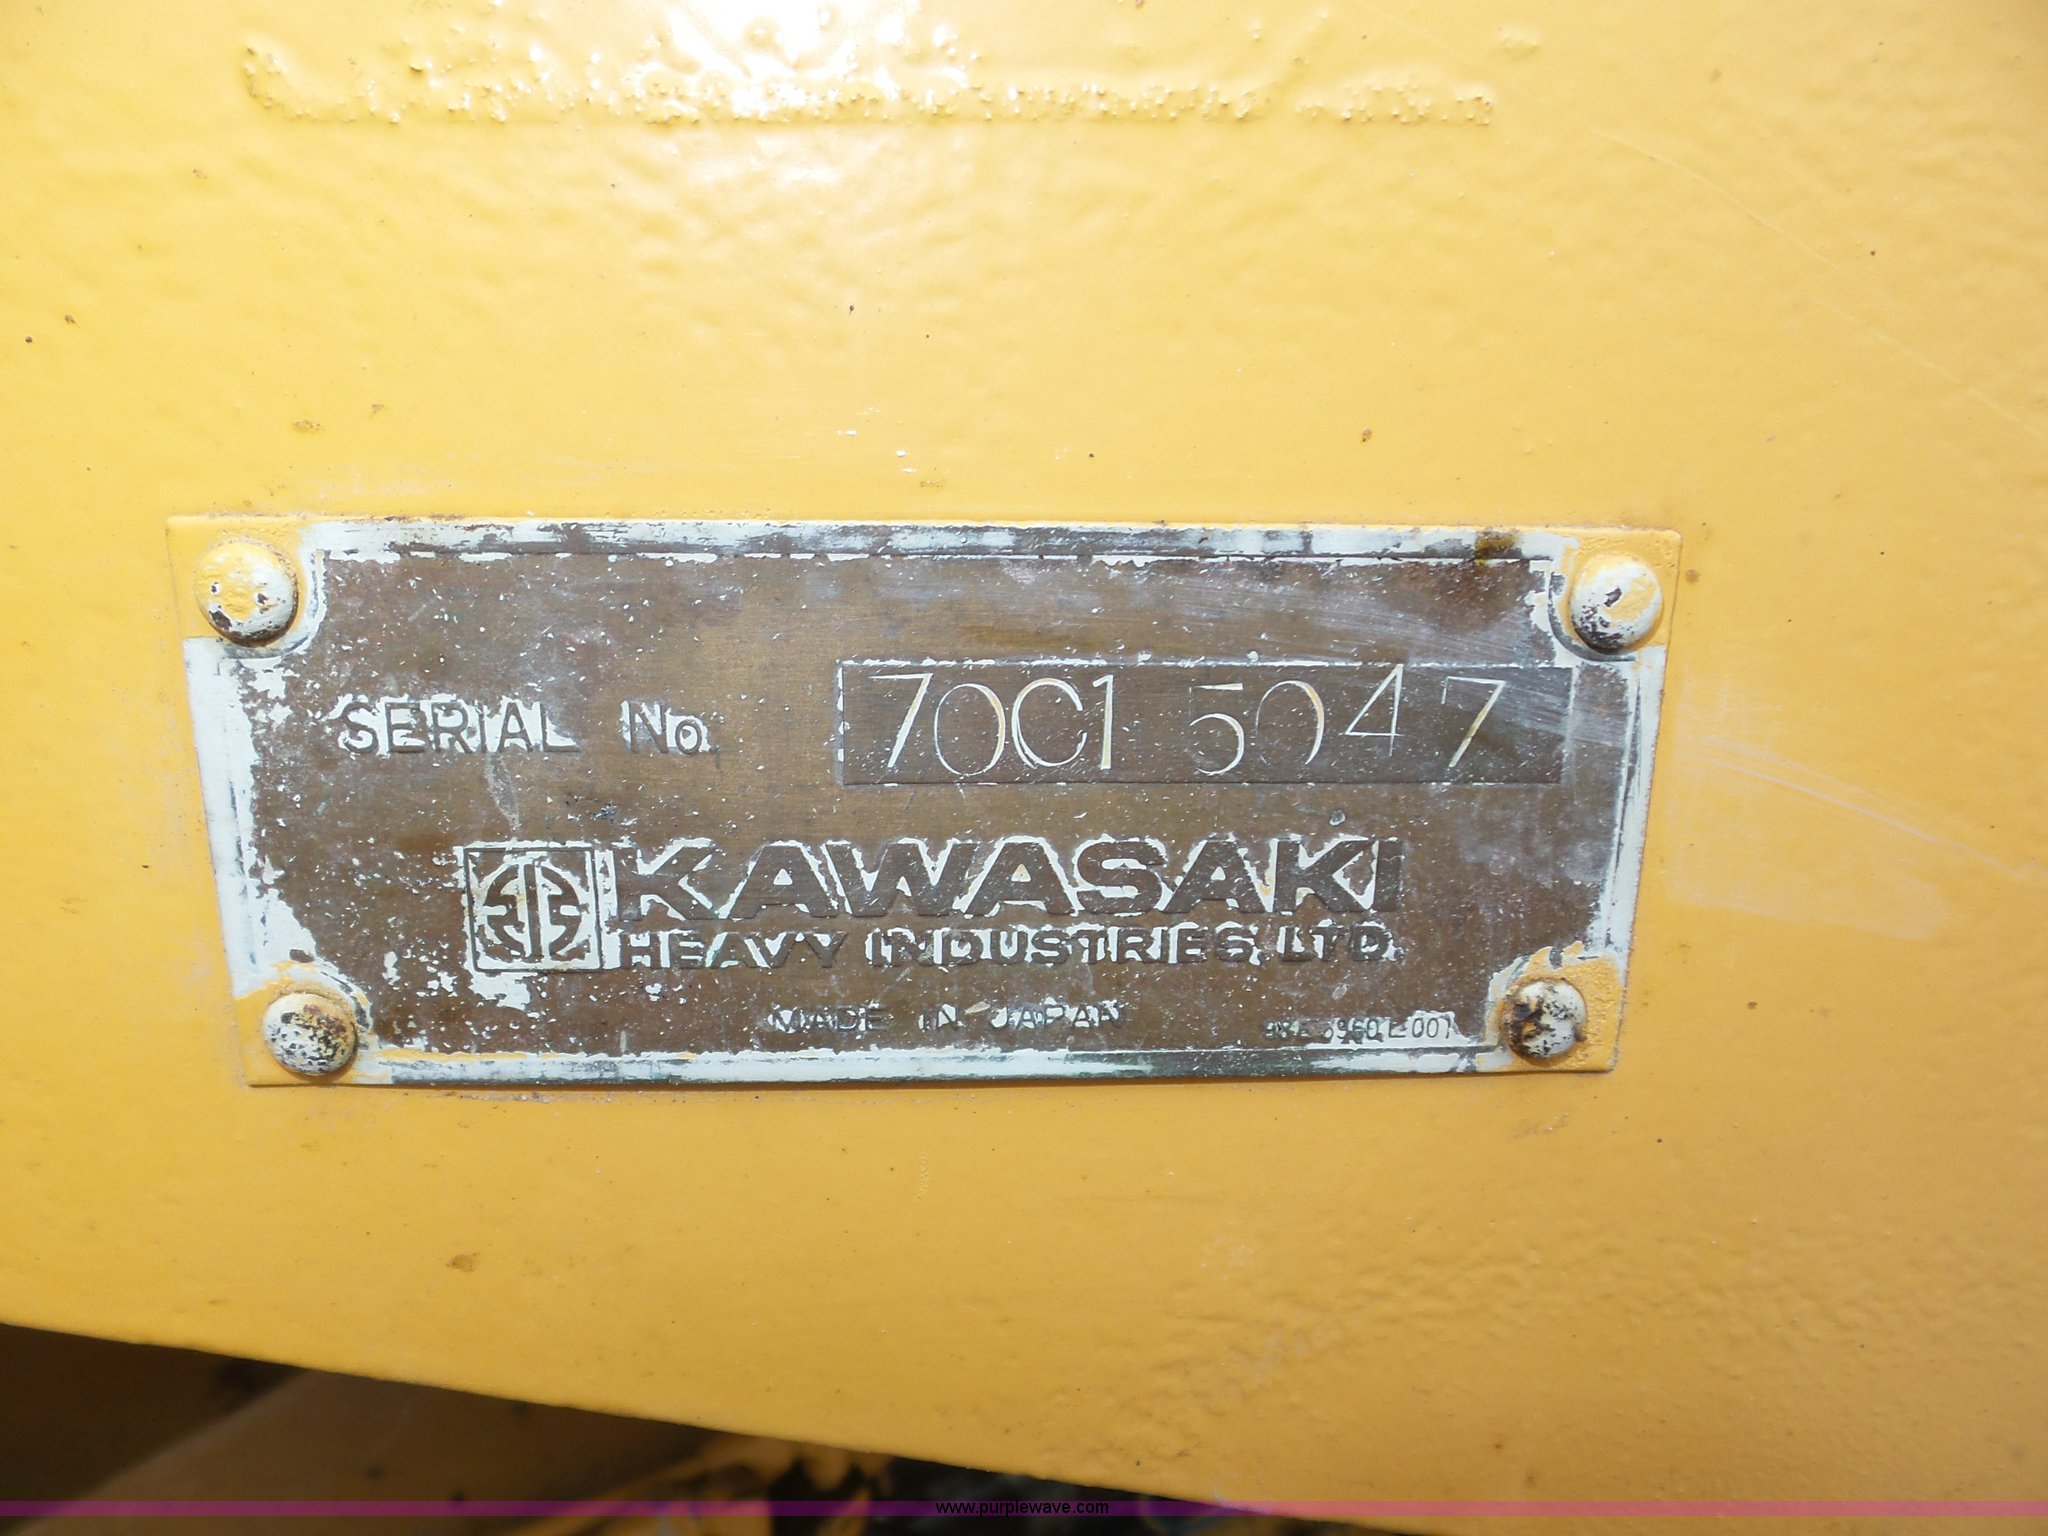 SERIAL No. 70C1 5047
KAWASAKI
HEAVY INDUSTRIES, LTD.
MADE IN JAPAN
www.purplewave.com